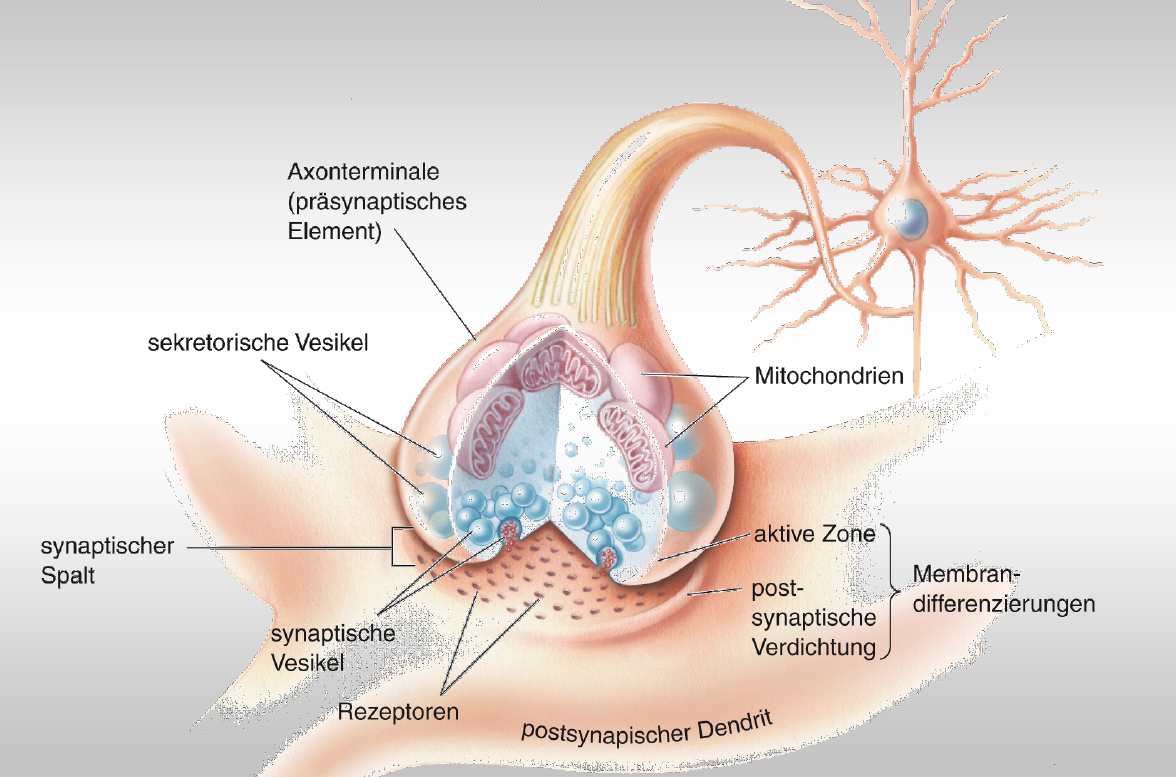 Axonterminale
(präsynaptisches
Element)
sekretorische Vesikel
Mitochondrien
synaptischer
Spalt
aktive Zone
post-
synaptische
Verdichtung
Membran-
differenzierungen
synaptische
Vesikel
Rezeptoren
postsynapischer Dendrit